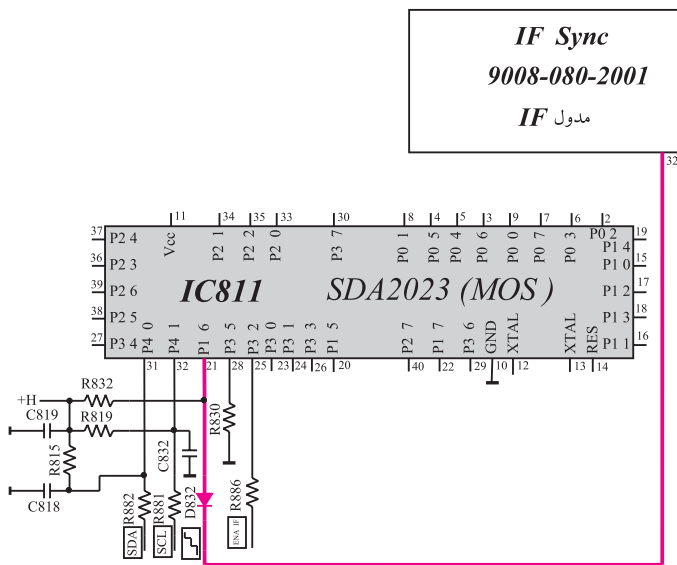 IF Sync
9008-080-2001
مدول IF
32
11 34 35 33 30 8 4 5 3 9 7 6 2
37 P2 4 Vcc P2 1 P2 2 P2 0 P3 7 P0 1 P0 5 P0 4 P0 6 P0 0 P0 7 P0 3 P0 2 19
P1 4
36 P2 3 P1 0 15
39 P2 6 IC811 SDA2023 (MOS) P1 2 17
38 P2 5 P1 3 18
27 P3 4 P4 0 P4 1 P1 6 P3 5 P3 2 P3 0 P3 1 P3 3 P1 5 P2 7 P1 7 P3 6 GND XTAL XTAL RES P1 1 16
31 32 21 28 25 23 24 26 20 40 22 29 10 12 13 14
+H R832
C819 R819 R830
R815 C832
C818 R882 R881 D832 R886
SDA SCL ENA IF